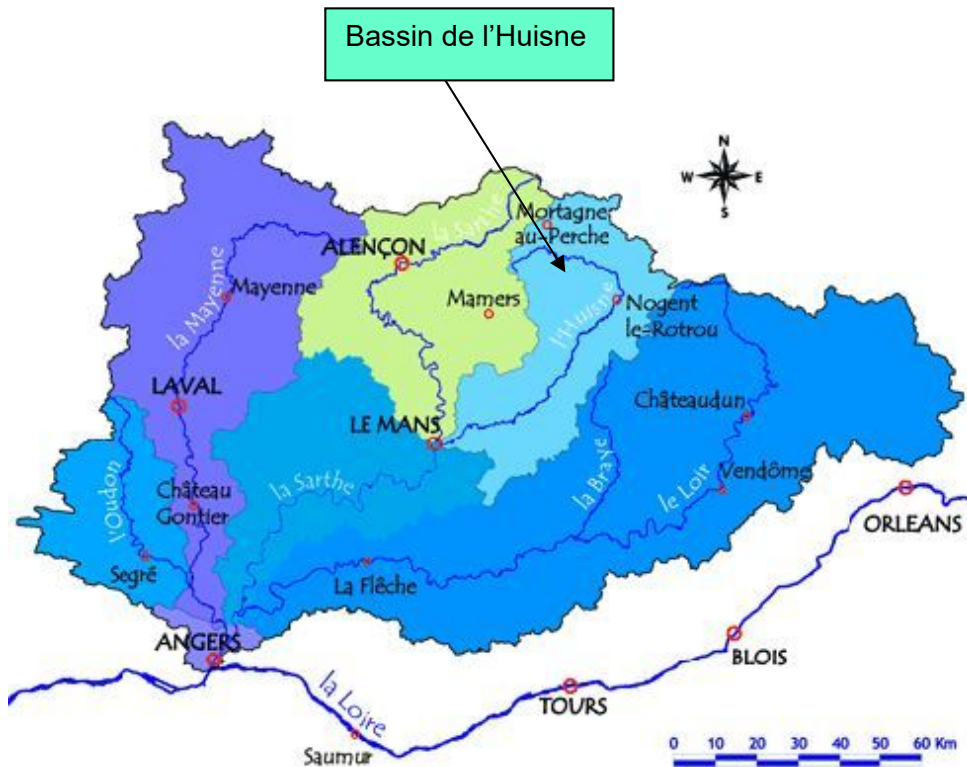 Bassin de l'Huisne
N
W E
S
la Sarthe
Mortagne
au-Perche
ALENÇON
la Mayenne
Mayenne
Mamers
l'Huisne
Nogent
le-Rotrou
LAVAL
Châteaudun
LE MANS
la Sarthe
l'Oudon
Château
Gontier
la Braye
le Loir
Vendôme
ORLEANS
Segré
La Flêche
ANGERS
BLOIS
la Loire
TOURS
Saumur
0 10 20 30 40 50 60 Km